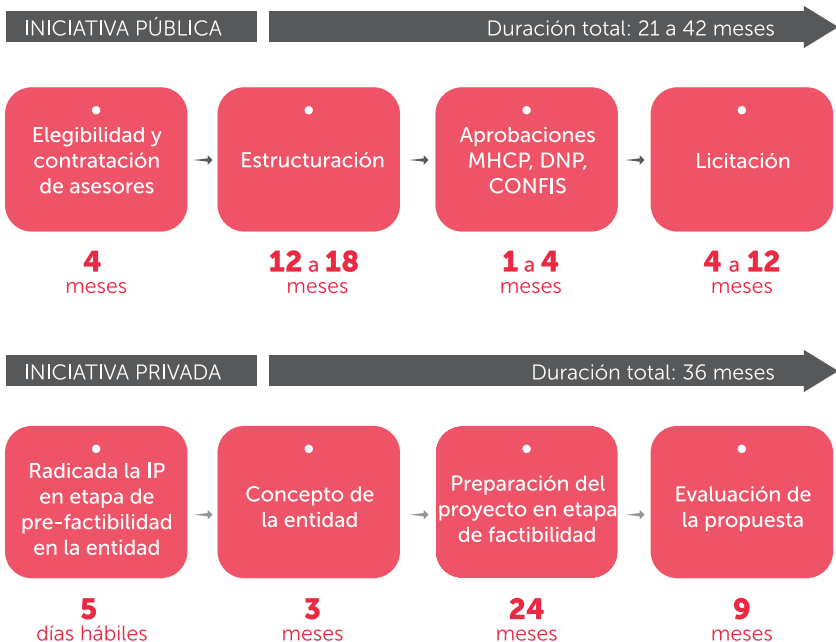 INICIATIVA PÚBLICA
Duración total: 21 a 42 meses
Elegibilidad y
contratación
de asesores
Estructuración
Aprobaciones
MHCP, DNP,
CONFIS
Licitación
4
meses
12 a 18
meses
1 a 4
meses
4 a 12
meses
INICIATIVA PRIVADA
Duración total: 36 meses
Radicada la IP
en etapa de
pre-factibilidad
en la entidad
Concepto de
la entidad
Preparación del
proyecto en etapa
de factibilidad
Evaluación de
la propuesta
5
días hábiles
3
meses
24
meses
9
meses